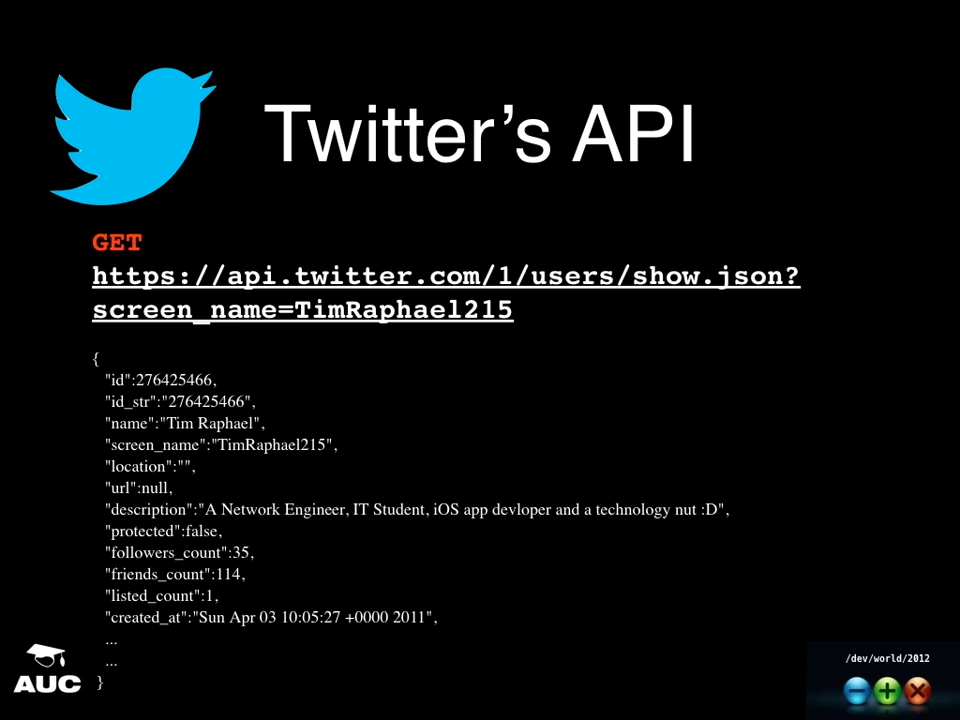 Twitter's API
GET
https://api.twitter.com/1/users/show.json?
screen_name=TimRaphael215
{
"id":276425466,
"id_str":"276425466",
"name":"Tim Raphael",
"screen_name":"TimRaphael215",
"location":"",
"url":null,
"description":"A Network Engineer, IT Student, iOS app devloper and a technology nut :D",
"protected":false,
"followers_count":35,
"friends_count":114,
"listed_count":1,
"created_at":"Sun Apr 03 10:05:27 +0000 2011",
...
...
}
AUC
/dev/world/2012